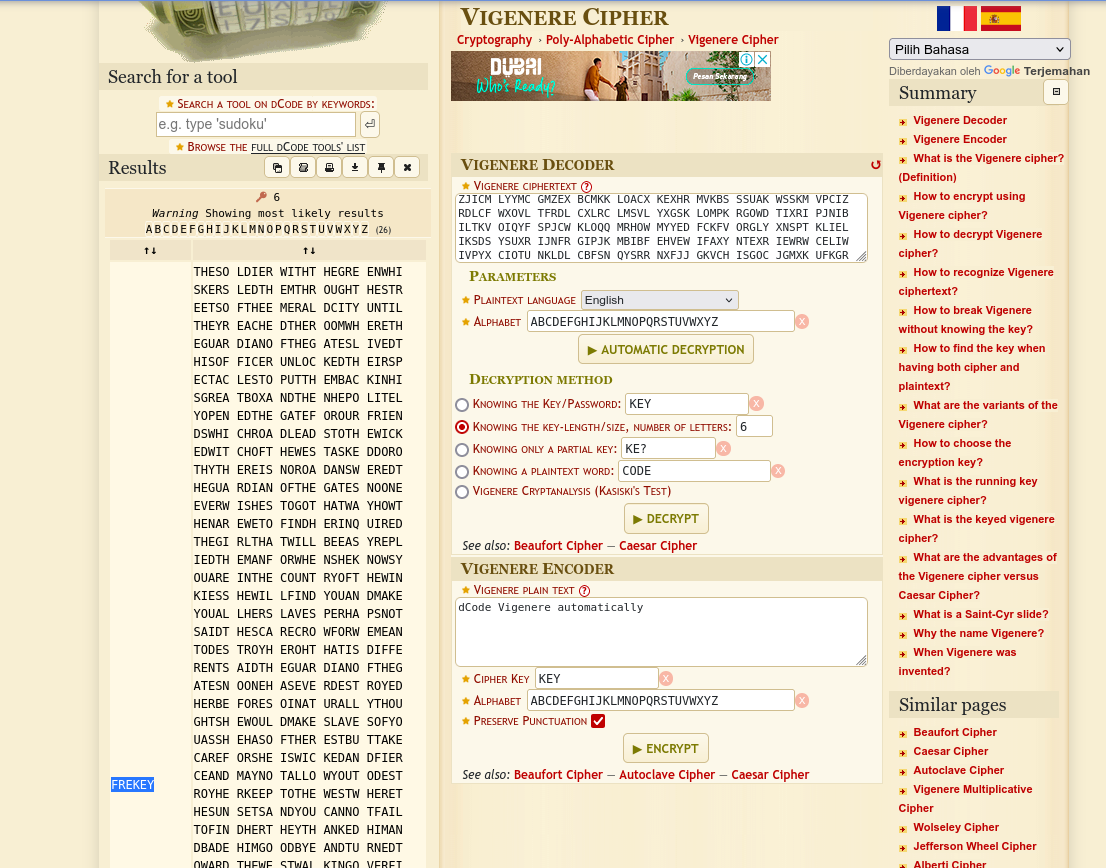 Search for a tool
★ Search a tool on dCode by keywords:
e.g. type 'sudoku'
★ Browse the full dCode tools' list
Results
6
Warning Showing most likely results
ABCDEFGHIJKLMNOPQRSTUVWXYZ (26)
↑↓ ↑↓
FREKEY
THESO LDIER WITHT HEGRE ENWHI
SKERS LEDTH EMTHR OUGHT HESTR
EETSO FTHEE MERAL DCITY UNTIL
THEYR EACHE DTHER OOMWH ERETH
EGUAR DIANO FTHEG ATESL IVEDT
HISOF FICER UNLOC KEDTH EIRSP
ECTAC LESTO PUTTH EMBAC KINHI
SGREA TBOXA NDTHE NHEPO LITEL
YOPEN EDTHE GATEF OROUR FRIEN
DSWHI CHROA DLEAD STOTH EWICK
EDWIT CHOFT HEWES TASKE DDORO
THYTH EREIS NOROA DANSW EREDT
HEGUA RDIAN OFTHE GATES NOONE
EVERW ISHES TOGOT HATWA YHOWT
HENAR EWETO FINDH ERINQ UIRED
THEGI RLTHA TWILL BEEAS YREPL
IEDTH EMANF ORWHE NSHEK NOWSY
OUARE INTHE COUNT RYOFT HEWIN
KIESS HEWIL LFIND YOUAN DMAKE
YOUAL LHERS LAVES PERHA PSNOT
SAIDT HESCA RECRO WFORW EMEAN
TODES TROYH EROHT HATIS DIFFE
RENTS AIDTH EGUAR DIANO FTHEG
ATESN OONEH ASEVE RDEST ROYED
HERBE FORES OINAT URALL YTHOU
GHTSH EWOUL DMAKE SLAVE SOFYO
UASSH EHASO FTHER ESTBU TTAKE
CAREF ORSHE ISWIC KEDAN DFIER
CEAND MAYNO TALLO WYOUT ODEST
ROYHE RKEEP TOTHE WESTW HERET
HESUN SETSA NDYOU CANNO TFAIL
TOFIN DHERT HEYTH ANKED HIMAN
DBADE HIMGO ODBYE ANDTU RNEDT
OWARD THEWE STWAL KINGO VEREI
Vigenere Cipher
Cryptography › Poly-Alphabetic Cipher › Vigenere Cipher
DUBAI
Who's Ready?
Pesan Sekarang
Vigenere Decoder
★ Vigenere ciphertext ?
ZJICM LYYMC GMZEX BCMKK LOACX KEXHR MVKBS SSUAK WSSKM VPCIZ
RDLCF WXOVL TFRDL CXLRC LMSVL YXGSK LOMPK RGOWD TIXRI PJNIB
ILTKV OIQYF SPJCW KLOQQ MRHOW MYYED FCKFV ORGLY XNSPT KLIEL
IKSDS YSUXR IJNFR GIPJK MBIBF EHVEW IFAXY NTEXR IEWRW CELIW
IVPYX CIOTU NKLDL CBFSN QYSRR NXFJJ GKVCH ISGOC JGMXK UFKGR
Parameters
★ Plaintext language English
★ Alphabet ABCDEFGHIJKLMNOPQRSTUVWXYZ X
▶ AUTOMATIC DECRYPTION
Decryption method
Knowing the Key/Password: KEY X
Knowing the key-length/size, number of letters: 6
Knowing only a partial key: KE? X
Knowing a plaintext word: CODE X
Vigenere Cryptanalysis (Kasiski's Test)
▶ DECRYPT
See also: Beaufort Cipher — Caesar Cipher
Vigenere Encoder
★ Vigenere plain text ?
dCode Vigenere automatically
★ Cipher Key KEY X
★ Alphabet ABCDEFGHIJKLMNOPQRSTUVWXYZ X
★ Preserve Punctuation
▶ ENCRYPT
See also: Beaufort Cipher — Autoclave Cipher — Caesar Cipher
Pilih Bahasa
Diberdayakan oleh Google Terjemahan
Summary
Vigenere Decoder
Vigenere Encoder
What is the Vigenere cipher?
(Definition)
How to encrypt using
Vigenere cipher?
How to decrypt Vigenere
cipher?
How to recognize Vigenere
ciphertext?
How to break Vigenere
without knowing the key?
How to find the key when
having both cipher and
plaintext?
What are the variants of the
Vigenere cipher?
How to choose the
encryption key?
What is the running key
vigenere cipher?
What is the keyed vigenere
cipher?
What are the advantages of
the Vigenere cipher versus
Caesar Cipher?
What is a Saint-Cyr slide?
Why the name Vigenere?
When Vigenere was
invented?
Similar pages
Beaufort Cipher
Caesar Cipher
Autoclave Cipher
Vigenere Multiplicative
Cipher
Wolseley Cipher
Jefferson Wheel Cipher
Alberti Cipher